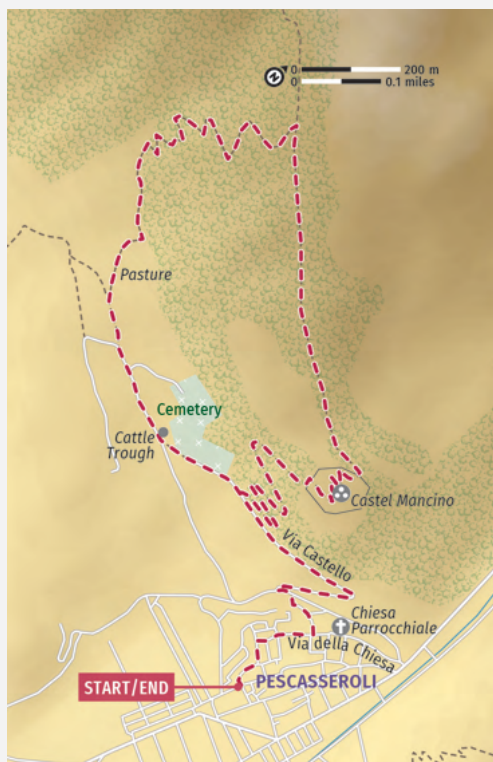 N
0 200 m
0 0.1 miles
Pasture
Cemetery
Cattle
Trough
Castel Mancino
Via Castello
Chiesa
Parrocchiale
Via della Chiesa
START/END
PESCASSEROLI